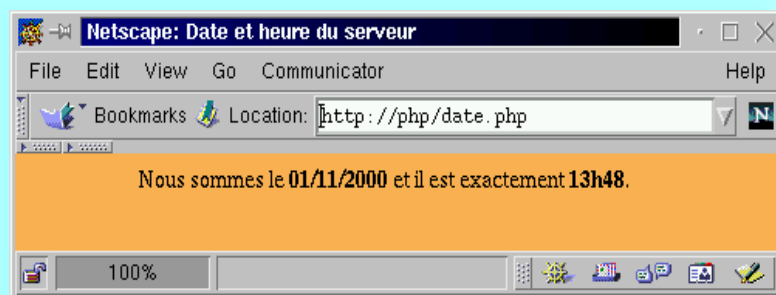 Netscape: Date et heure du serveur
File Edit View Go Communicator Help
Bookmarks Location: http://php/date.php N
Nous sommes le 01/11/2000 et il est exactement 13h48.
100%